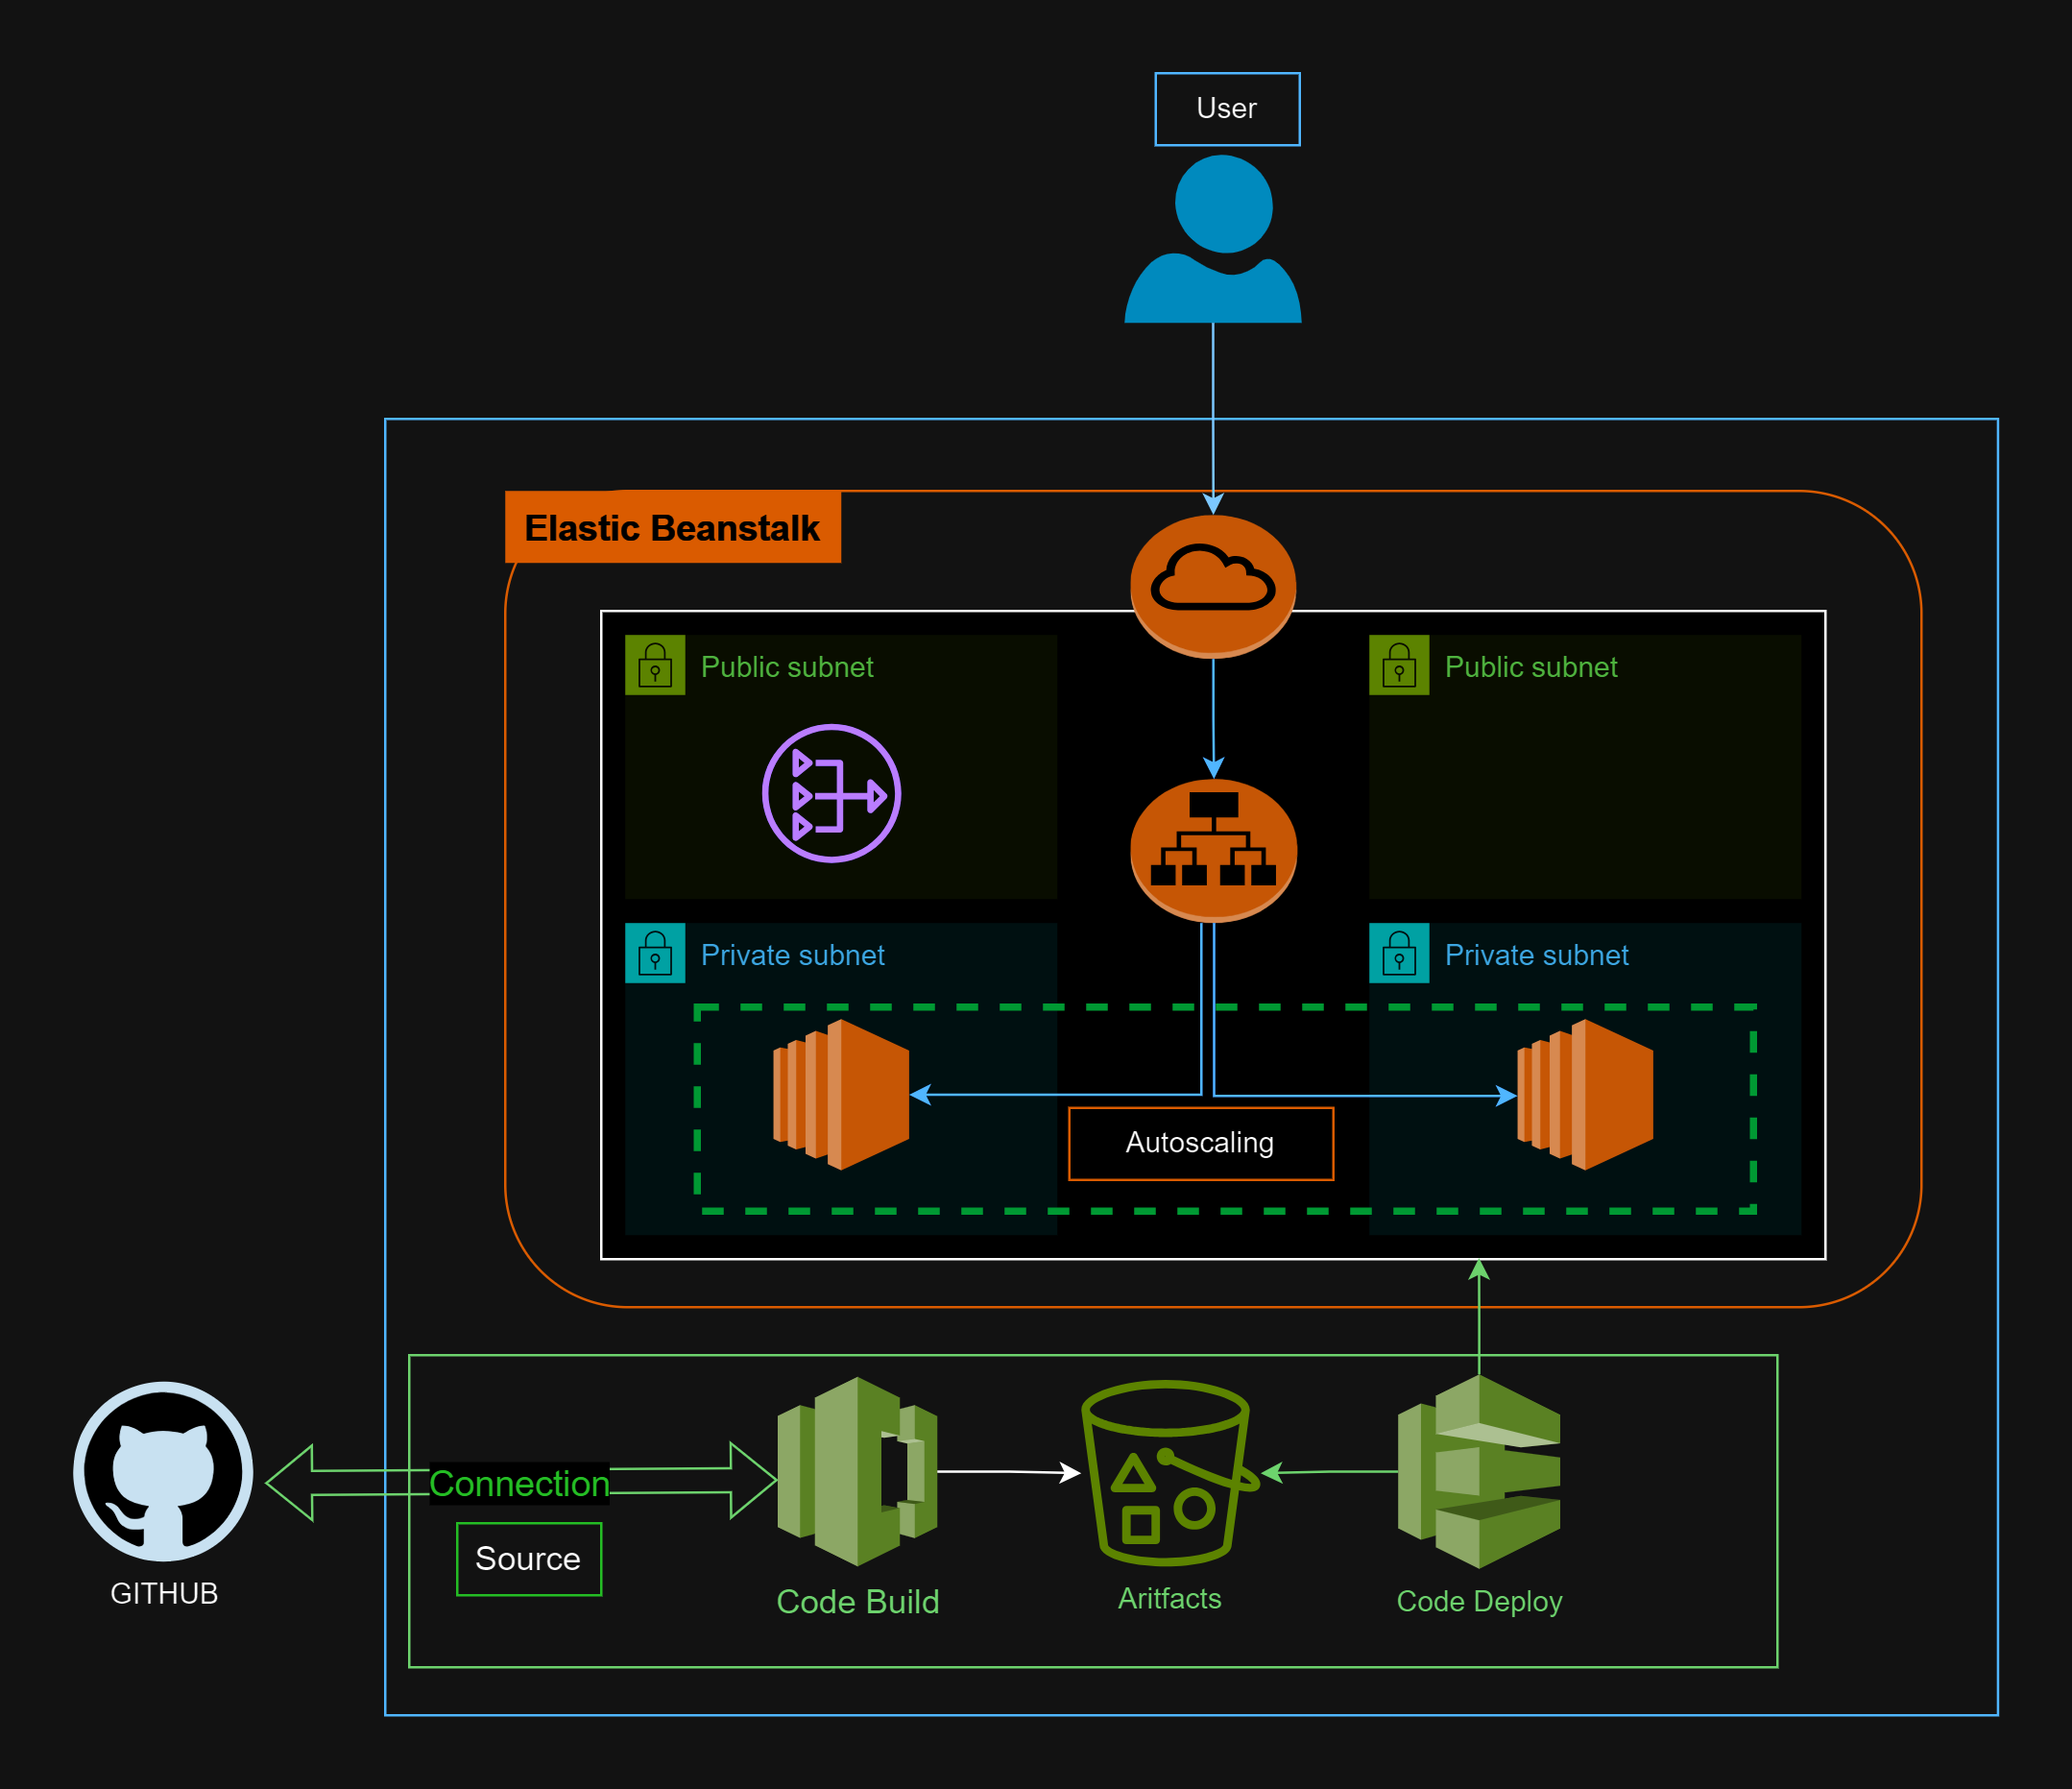 User
Elastic Beanstalk
Public subnet
Public subnet
Private subnet
Private subnet
Autoscaling
Connection
Source
GITHUB
Code Build
Aritfacts
Code Deploy